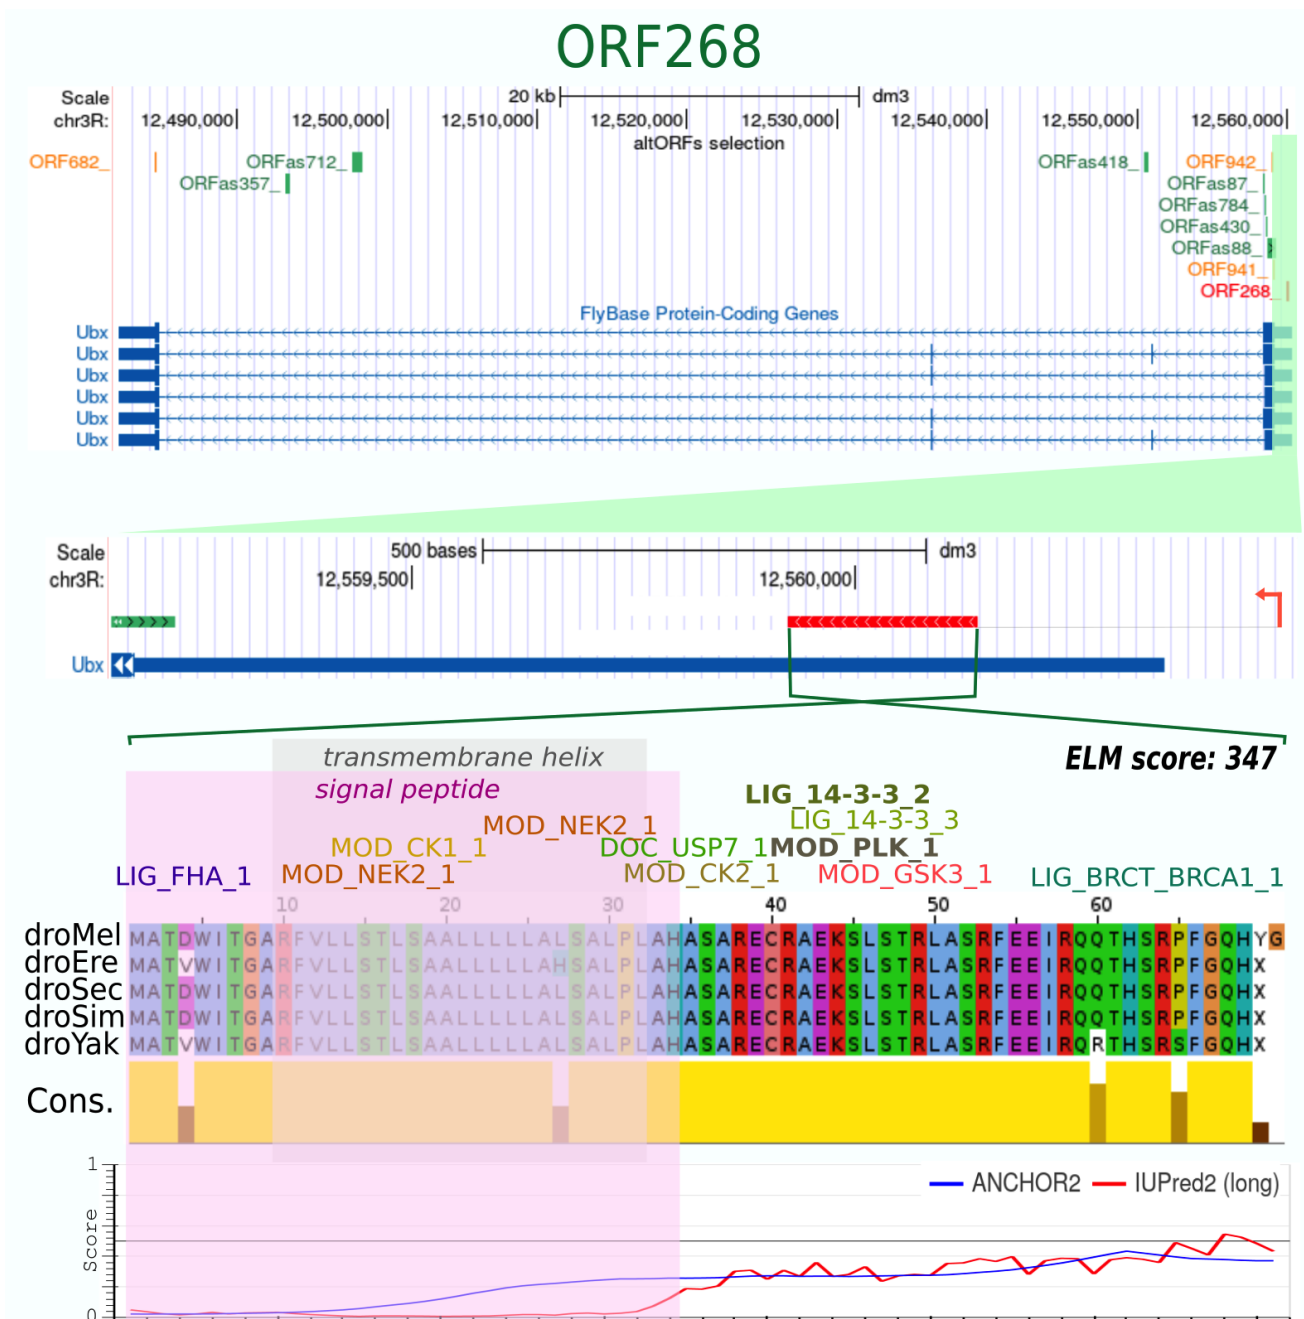 ORF268
Scale 20 kb dm3
chr3R: 12,490,000 12,500,000 12,510,000 12,520,000 12,530,000 12,540,000 12,550,000 12,560,000
altORFs selection
ORF682_ ORFas712_ ORFas418_ ORF942_
ORFas357_ ORFas87_
ORFas784_
ORFas430_
ORFas88_
ORF941_
ORF268_
FlyBase Protein-Coding Genes
Ubx
Ubx
Ubx
Ubx
Ubx
Ubx
Scale 500 bases dm3
chr3R: 12,559,500 12,560,000
Ubx
transmembrane helix ELM score: 347
signal peptide LIG_14-3-3_2
MOD_NEK2_1 LIG_14-3-3_3
MOD_CK1_1 DOC_USP7_1 MOD_PLK_1
LIG_FHA_1 MOD_NEK2_1 MOD_CK2_1 MOD_GSK3_1 LIG_BRCT_BRCA1_1
10 20 30 40 50 60
droMel MATDWITGARFVLLSTLSAALLLLLALSALPLAHASARECRAEKSLSTRLASRFEEIRQQTHSRPFGQHYG
droEre MATVWITGARFVLLSTLSAALLLLLAHSALPLAHASARECRAEKSLSTRLASRFEEIRQQTHSRPFGQHX
droSec MATDWITGARFVLLSTLSAALLLLLALSALPLAHASARECRAEKSLSTRLASRFEEIRQQTHSRPFGQHX
droSim MATDWITGARFVLLSTLSAALLLLLALSALPLAHASARECRAEKSLSTRLASRFEEIRQQTHSRPFGQHX
droYak MATVWITGARFVLLSTLSAALLLLLALSALPLAHASARECRAEKSLSTRLASRFEEIRQRTHSRSFGQHX
Cons.
1
ANCHOR2 IUPred2 (long)
Score
0